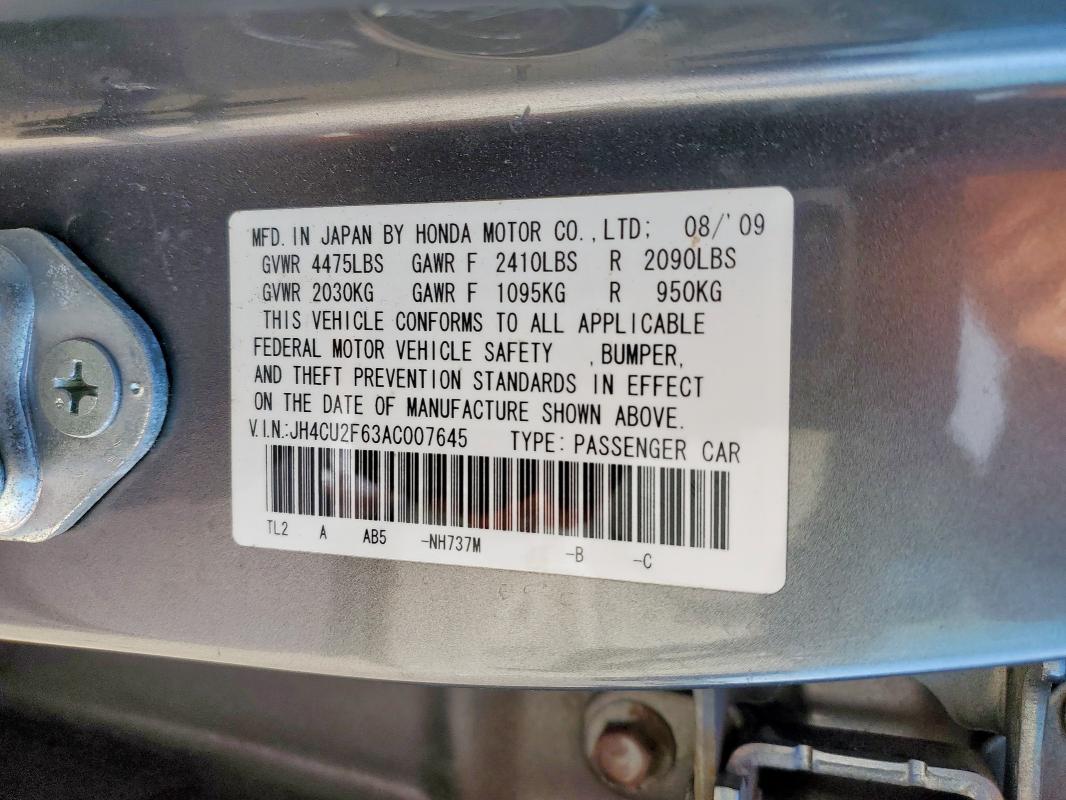 MFD. IN JAPAN BY HONDA MOTOR CO., LTD; 08/'09
GVWR 4475LBS GAWR F 2410LBS R 2090LBS
GVWR 2030KG GAWR F 1095KG R 950KG
THIS VEHICLE CONFORMS TO ALL APPLICABLE
FEDERAL MOTOR VEHICLE SAFETY , BUMPER,
AND THEFT PREVENTION STANDARDS IN EFFECT
ON THE DATE OF MANUFACTURE SHOWN ABOVE.
V.I.N.:JH4CU2F63AC007645 TYPE: PASSENGER CAR
TL2 A AB5 -NH737M -B -C